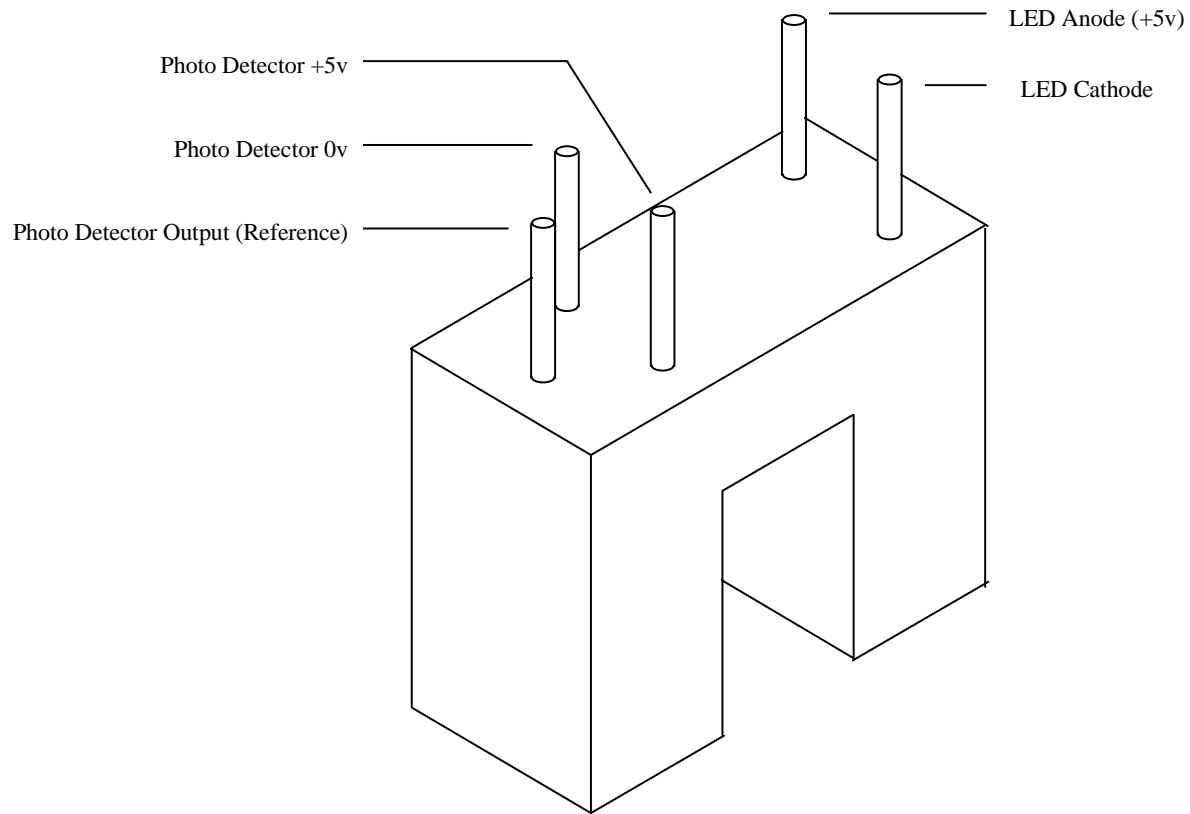 LED Anode (+5v)
Photo Detector +5v
LED Cathode
Photo Detector 0v
Photo Detector Output (Reference)